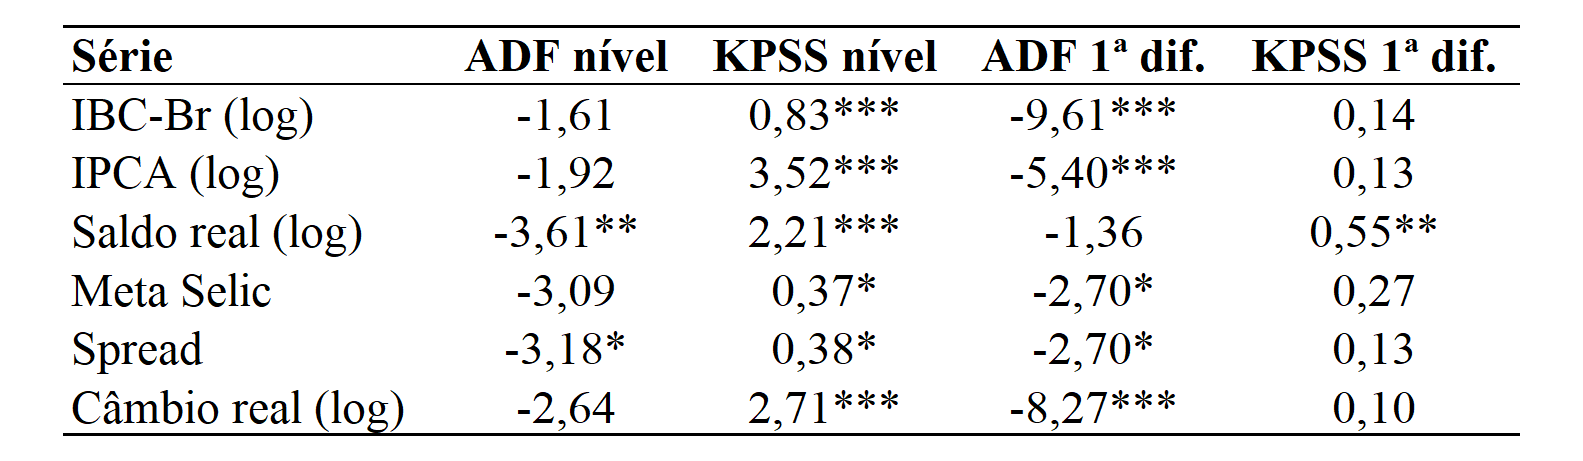 Série ADF nível KPSS nível ADF 1ª dif. KPSS 1ª dif.
IBC-Br (log) -1,61 0,83*** -9,61*** 0,14
IPCA (log) -1,92 3,52*** -5,40*** 0,13
Saldo real (log) -3,61** 2,21*** -1,36 0,55**
Meta Selic -3,09 0,37* -2,70* 0,27
Spread -3,18* 0,38* -2,70* 0,13
Câmbio real (log) -2,64 2,71*** -8,27*** 0,10